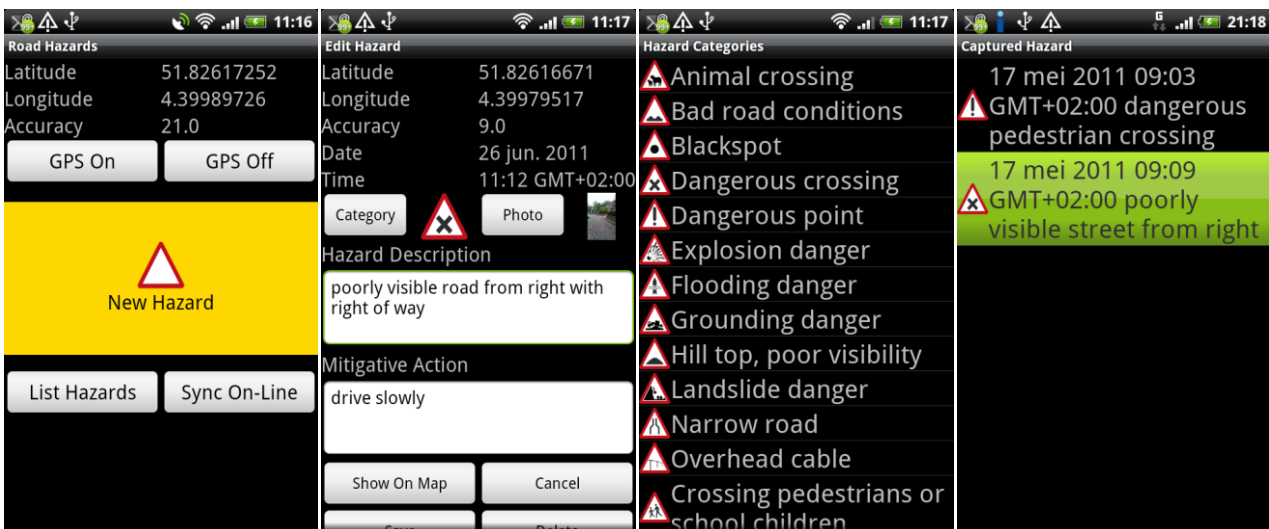 11:16
Road Hazards
Latitude 51.82617252
Longitude 4.39989726
Accuracy 21.0
GPS On GPS Off
New Hazard
List Hazards Sync On-Line
11:17
Edit Hazard
Latitude 51.82616671
Longitude 4.39979517
Accuracy 9.0
Date 26 jun. 2011
Time 11:12 GMT+02:00
Category Photo
Hazard Description
poorly visible road from right with
right of way
Mitigative Action
drive slowly
Show On Map Cancel
Save Delete
11:17
Hazard Categories
Animal crossing
Bad road conditions
Blackspot
Dangerous crossing
Dangerous point
Explosion danger
Flooding danger
Grounding danger
Hill top, poor visibility
Landslide danger
Narrow road
Overhead cable
Crossing pedestrians or
school children
G 21:18
Captured Hazard
17 mei 2011 09:03
GMT+02:00 dangerous
pedestrian crossing
17 mei 2011 09:09
GMT+02:00 poorly
visible street from right